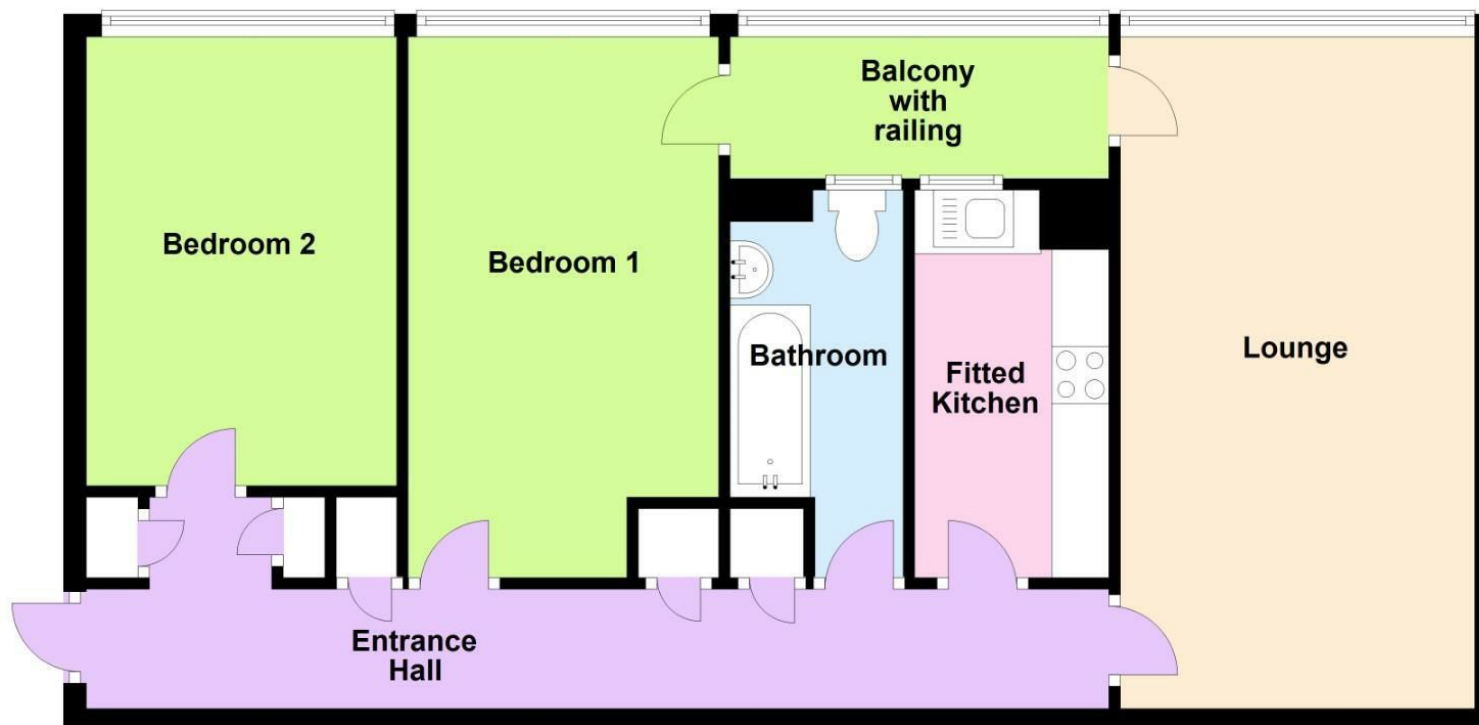 Bedroom 2
Bedroom 1
Balcony
with
railing
Bathroom
Fitted
Kitchen
Lounge
Entrance
Hall